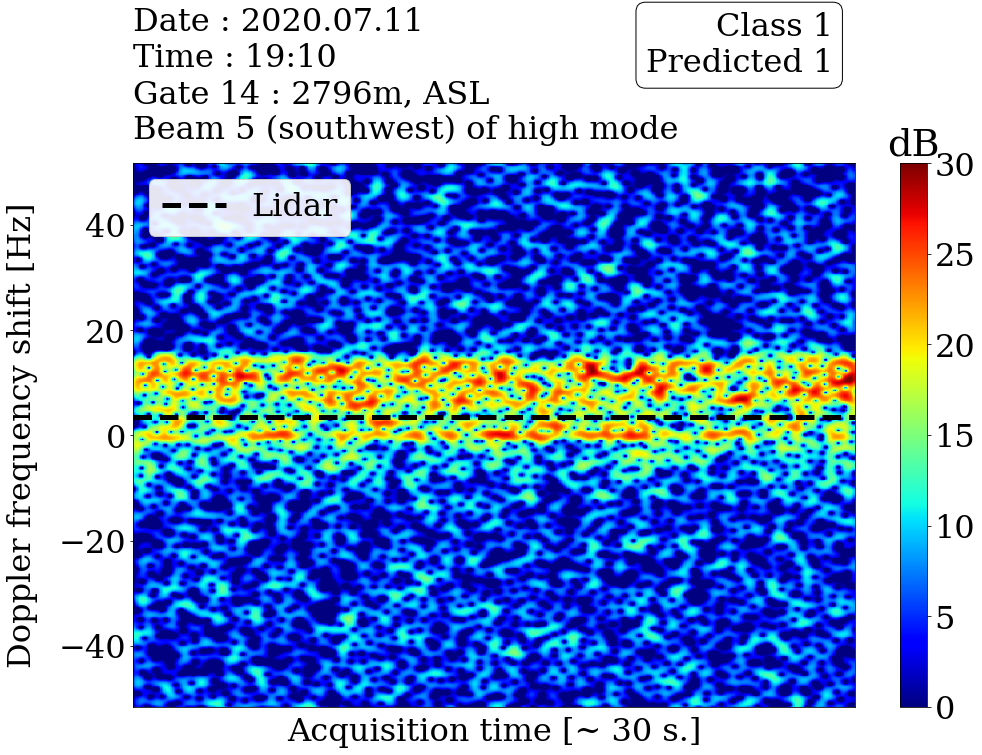 Date : 2020.07.11
Time : 19:10
Gate 14 : 2796m, ASL
Beam 5 (southwest) of high mode
Class 1
Predicted 1
dB
Lidar
Doppler frequency shift [Hz]
40
20
0
−20
−40
30
25
20
15
10
5
0
Acquisition time [~ 30 s.]